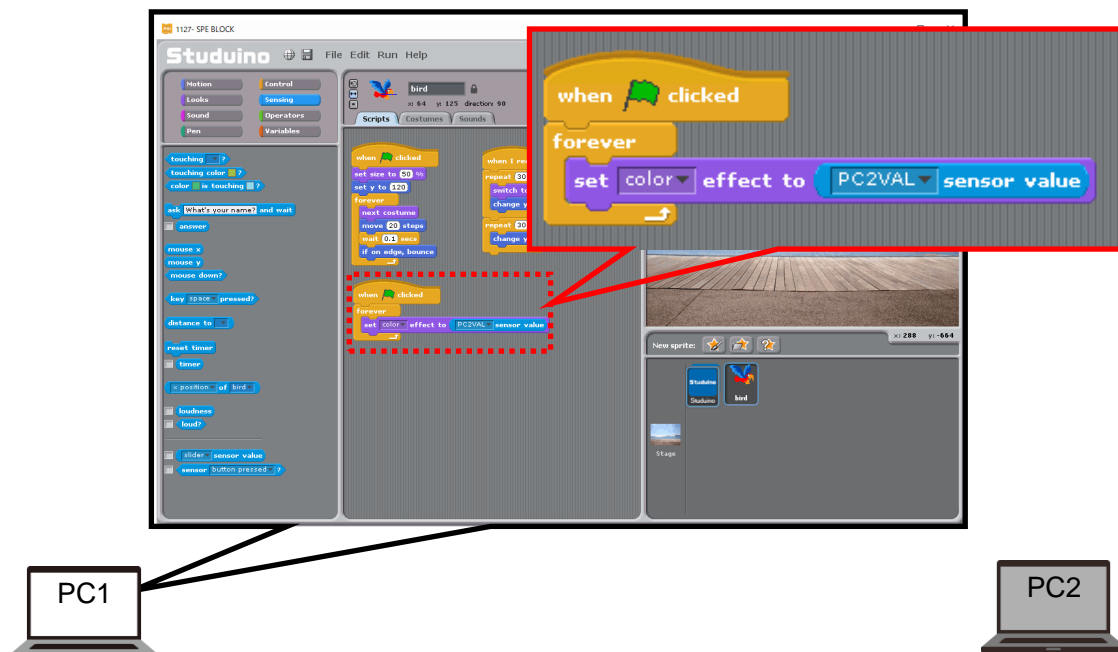 1127- SPE BLOCK
Studuino File Edit Run Help
Motion Control
Looks Sensing
Sound Operators
Pen Variables
touching ?
touching color ?
color is touching ?
ask What's your name? and wait
answer
mouse x
mouse y
mouse down?
key space pressed?
distance to
reset timer
timer
x position of bird
loudness
loud?
slider sensor value
sensor button pressed ?
bird
x: 64 y: 125 direction: 90
Scripts Costumes Sounds
when clicked
set size to 50 %
set y to 120
forever
next costume
move 20 steps
wait 0.1 secs
if on edge, bounce
when I
repeat 30
switch to
change y
repeat 30
change y
when clicked
forever
set color effect to PC2VAL sensor value
when clicked
forever
set color effect to PC2VAL sensor value
x: 288 y: -664
New sprite:
Studuino
Studuino
bird
Stage
PC1
PC2